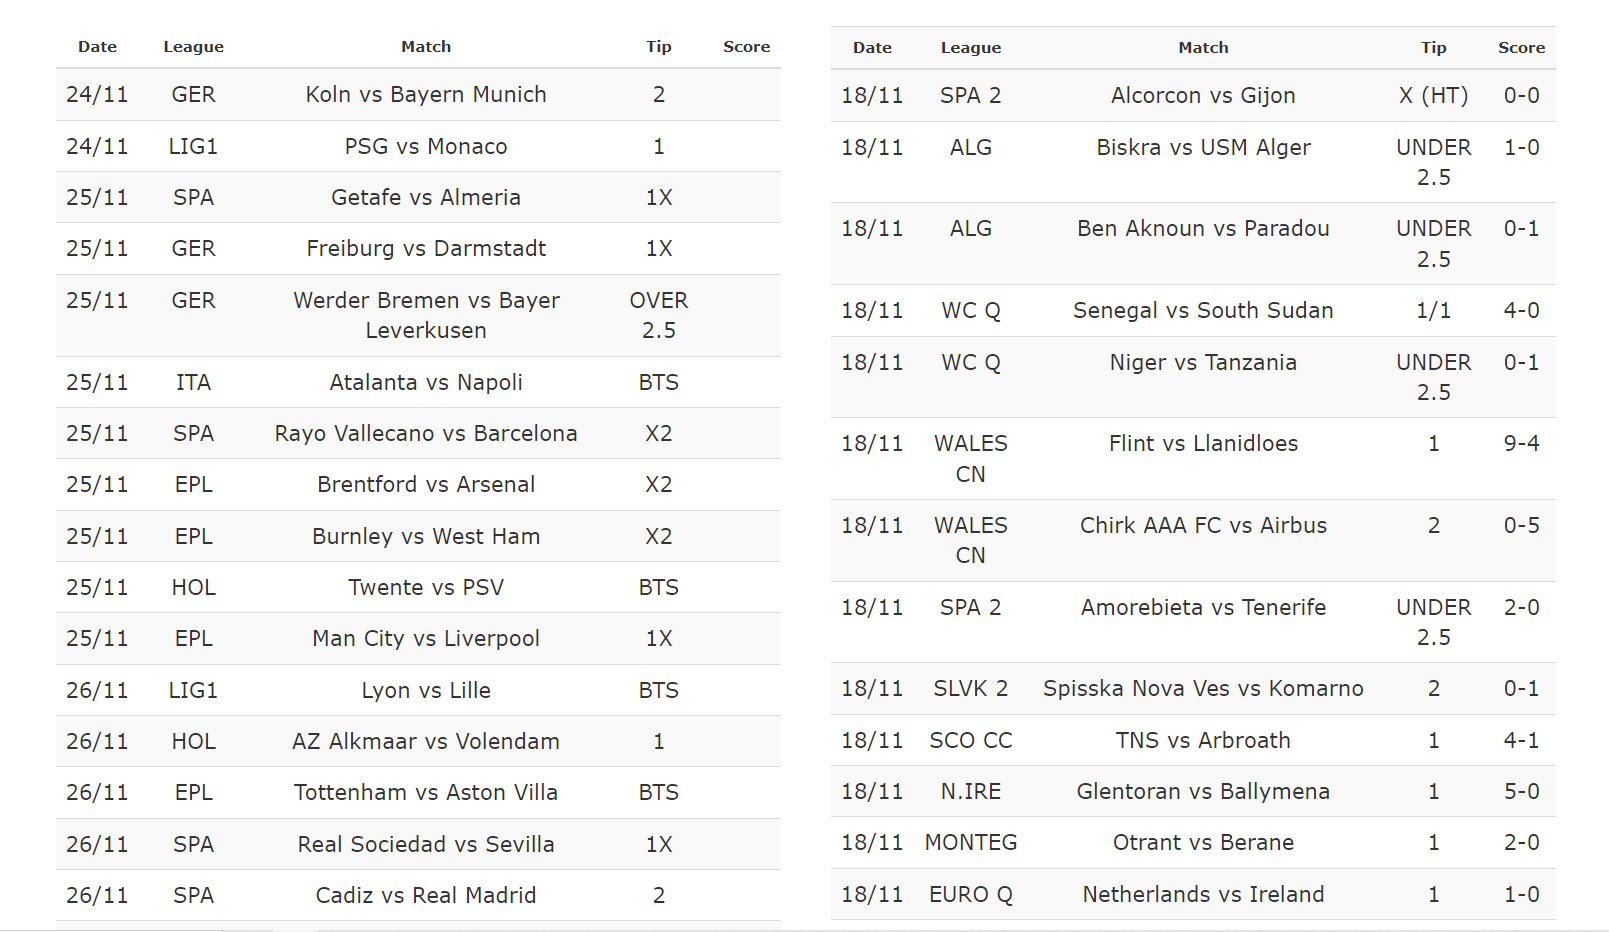 Date League Match Tip Score
24/11 GER Koln vs Bayern Munich 2
24/11 LIG1 PSG vs Monaco 1
25/11 SPA Getafe vs Almeria 1X
25/11 GER Freiburg vs Darmstadt 1X
25/11 GER Werder Bremen vs Bayer OVER
Leverkusen 2.5
25/11 ITA Atalanta vs Napoli BTS
25/11 SPA Rayo Vallecano vs Barcelona X2
25/11 EPL Brentford vs Arsenal X2
25/11 EPL Burnley vs West Ham X2
25/11 HOL Twente vs PSV BTS
25/11 EPL Man City vs Liverpool 1X
26/11 LIG1 Lyon vs Lille BTS
26/11 HOL AZ Alkmaar vs Volendam 1
26/11 EPL Tottenham vs Aston Villa BTS
26/11 SPA Real Sociedad vs Sevilla 1X
26/11 SPA Cadiz vs Real Madrid 2
Date League Match Tip Score
18/11 SPA 2 Alcorcon vs Gijon X (HT) 0-0
18/11 ALG Biskra vs USM Alger UNDER 1-0
2.5
18/11 ALG Ben Aknoun vs Paradou UNDER 0-1
2.5
18/11 WC Q Senegal vs South Sudan 1/1 4-0
18/11 WC Q Niger vs Tanzania UNDER 0-1
2.5
18/11 WALES Flint vs Llanidloes 1 9-4
CN
18/11 WALES Chirk AAA FC vs Airbus 2 0-5
CN
18/11 SPA 2 Amorebieta vs Tenerife UNDER 2-0
2.5
18/11 SLVK 2 Spisska Nova Ves vs Komarno 2 0-1
18/11 SCO CC TNS vs Arbroath 1 4-1
18/11 N.IRE Glentoran vs Ballymena 1 5-0
18/11 MONTEG Otrant vs Berane 1 2-0
18/11 EURO Q Netherlands vs Ireland 1 1-0